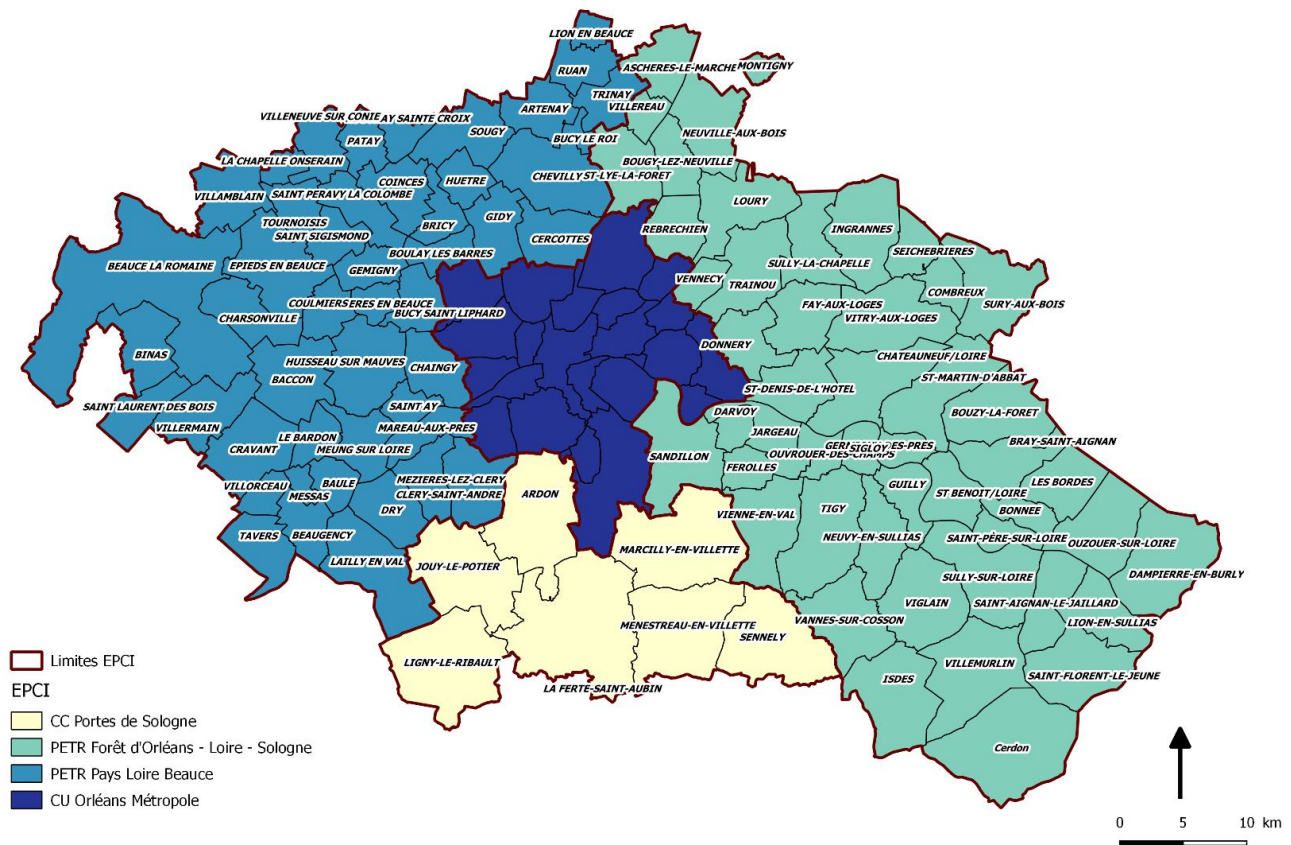 LION EN BEAUCE
RUAN
ASCHERES-LE-MARCHE
MONTIGNY
TRINAY
ARTENAY
VILLEREAU
VILLENEUVE SUR CONIE
AY SAINTE CROIX
SOUGY
PATAY
BUCY LE ROI
NEUVILLE-AUX-BOIS
LA CHAPELLE ONSERAIN
BOUGY-LEZ-NEUVILLE
CHEVILLY
ST-LYE-LA-FORET
COINCES
HUETRE
VILLAMBLAIN
SAINT PERAVY LA COLOMBE
LOURY
TOURNOISIS
GIDY
BRICY
REBRECHIEN
INGRANNES
SAINT SIGISMOND
CERCOTTES
SEICHEBRIERES
BOULAY LES BARRES
BEAUCE LA ROMAINE
EPIEDS EN BEAUCE
GEMIGNY
SULLY-LA-CHAPELLE
VENNECY
TRAINOU
COMBREUX
COULMIERS
ERES EN BEAUCE
FAY-AUX-LOGES
SURY-AUX-BOIS
CHARSONVILLE
BUCY SAINT LIPHARD
VITRY-AUX-LOGES
DONNERY
BINAS
HUISSEAU SUR MAUVES
CHAINGY
CHATEAUNEUF/LOIRE
BACCON
ST-MARTIN-D'ABBAT
ST-DENIS-DE-L'HOTEL
SAINT LAURENT DES BOIS
SAINT AY
DARVOY
BOUZY-LA-FORET
VILLERMAIN
MAREAU-AUX-PRES
JARGEAU
LE BARDON
BRAY-SAINT-AIGNAN
CRAVANT
MEUNG SUR LOIRE
SANDILLON
OUVROUER-DES-CHAMPS
SIGLOY
DES-PRES
FEROLLES
MEZIERES-LEZ-CLERY
VILLORCEAU
BAULE
GUILLY
LES BORDES
MESSAS
CLERY-SAINT-ANDRE
ARDON
ST BENOIT/LOIRE
DRY
TIGY
BONNEE
VIENNE-EN-VAL
TAVERS
BEAUGENCY
NEUVY-EN-SULLIAS
SAINT-PÈRE-SUR-LOIRE
OUZOUER-SUR-LOIRE
MARCILLY-EN-VILLETTE
LAILLY EN VAL
JOUY-LE-POTIER
DAMPIERRE-EN-BURLY
SULLY-SUR-LOIRE
VIGLAIN
SAINT-AIGNAN-LE-JAILLARD
VANNES-SUR-COSSON
LION-EN-SULLIAS
MENESTREAU-EN-VILLETTE
SENNELY
LIGNY-LE-RIBAULT
VILLEMURLIN
SAINT-FLORENT-LE-JEUNE
ISDES
LA FERTE-SAINT-AUBIN
Cerdon
Limites EPCI
EPCI
CC Portes de Sologne
PETR Forêt d'Orléans - Loire - Sologne
PETR Pays Loire Beauce
CU Orléans Métropole
0 5 10 km